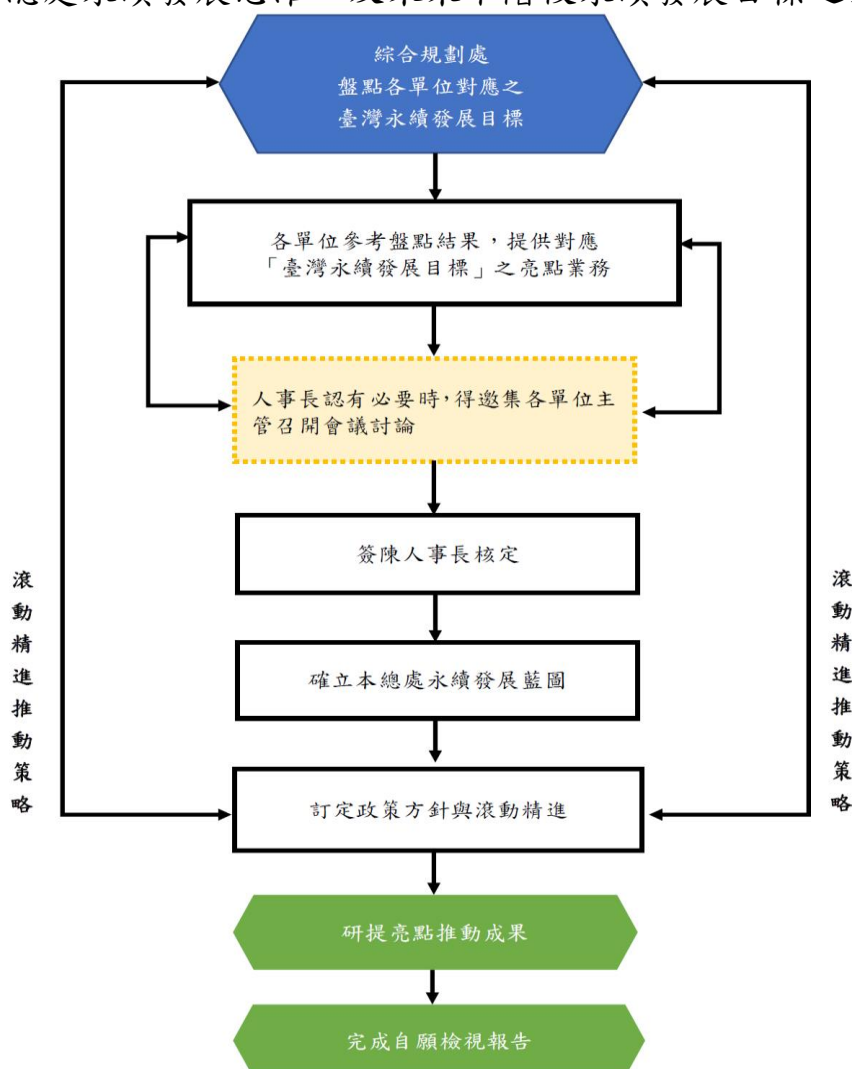 綜合規劃處
盤點各單位對應之
臺灣永續發展目標
各單位參考盤點結果，提供對應
「臺灣永續發展目標」之亮點業務
人事長認有必要時，得邀集各單位主
管召開會議討論
簽陳人事長核定
確立本總處永續發展藍圖
訂定政策方針與滾動精進
滾動精進推動策略
滾動精進推動策略
研提亮點推動成果
完成自願檢視報告